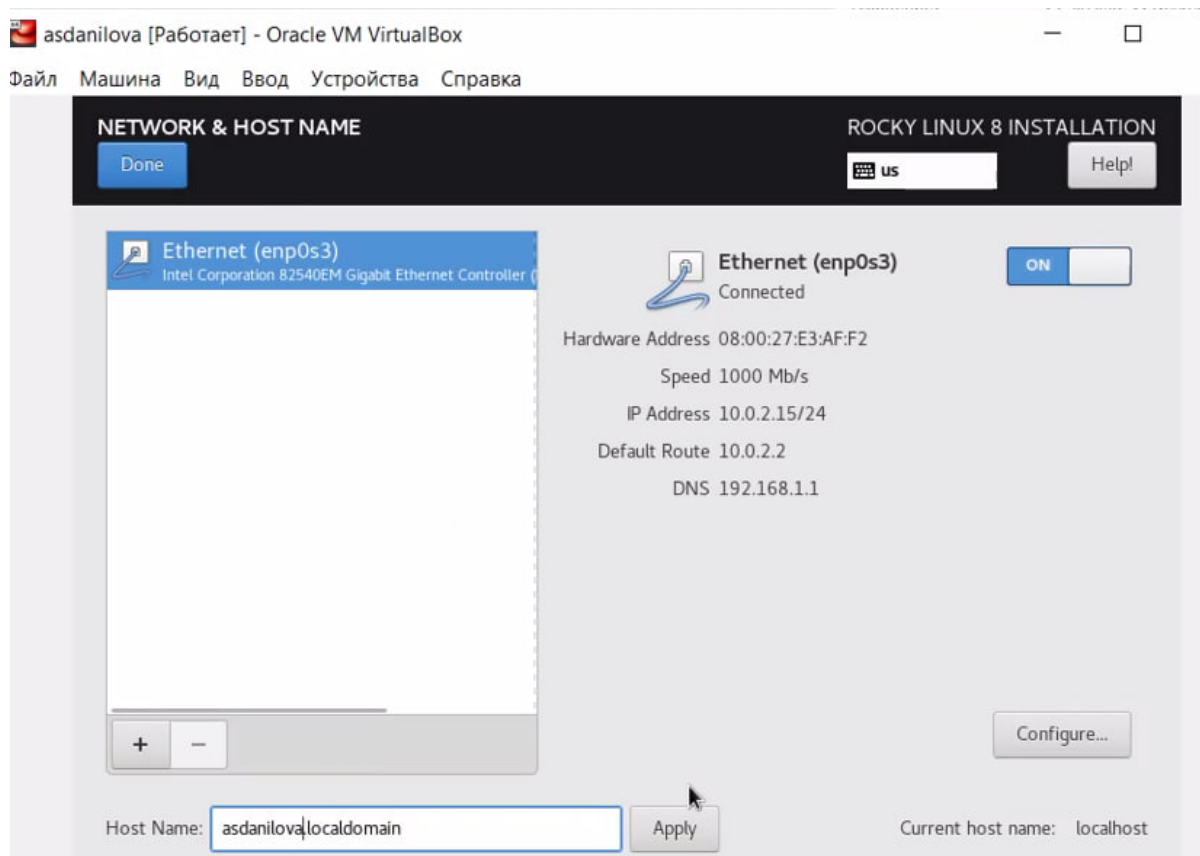 asdanilova [Работает] - Oracle VM VirtualBox
Файл Машина Вид Ввод Устройства Справка
NETWORK & HOST NAME
ROCKY LINUX 8 INSTALLATION
Done
us
Help!
Ethernet (enp0s3)
Intel Corporation 82540EM Gigabit Ethernet Controller (
Ethernet (enp0s3)
Connected
ON
Hardware Address 08:00:27:E3:AF:F2
Speed 1000 Mb/s
IP Address 10.0.2.15/24
Default Route 10.0.2.2
DNS 192.168.1.1
+ −
Configure...
Host Name: asdanilova.localdomain
Apply
Current host name: localhost